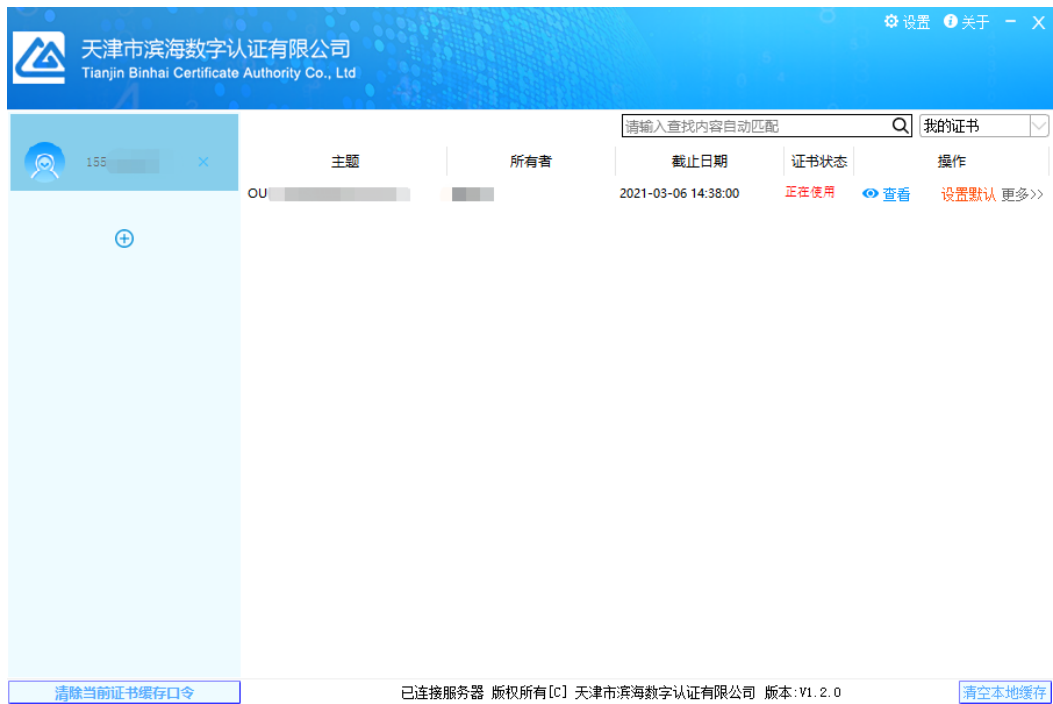 设置 关于
天津市滨海数字认证有限公司
Tianjin Binhai Certificate Authority Co., Ltd
请输入查找内容自动匹配 我的证书
155
主题 所有者 截止日期 证书状态 操作
OU 2021-03-06 14:38:00 正在使用 查看 设置默认 更多>>
清除当前证书缓存口令 已连接服务器 版权所有[C] 天津市滨海数字认证有限公司 版本:V1.2.0 清空本地缓存